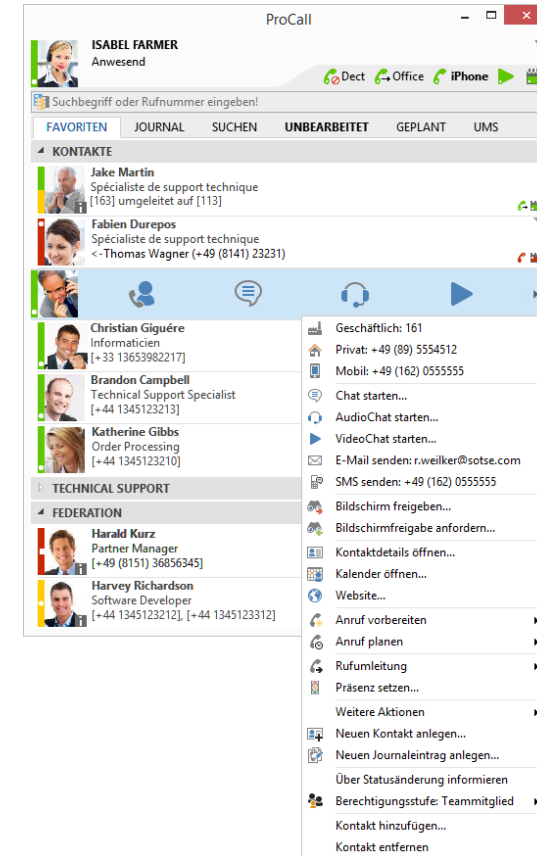 ProCall
ISABEL FARMER
Anwesend
Dect Office iPhone
Suchbegriff oder Rufnummer eingeben!
FAVORITEN JOURNAL SUCHEN UNBEARBEITET GEPLANT UMS
KONTAKTE
Jake Martin
Spécialiste de support technique
[163] umgeleitet auf [113]
Fabien Durepos
Spécialiste de support technique
<-Thomas Wagner (+49 (8141) 23231)
Christian Giguére
Informaticien
[+33 13653982217]
Brandon Campbell
Technical Support Specialist
[+44 1345123213]
Katherine Gibbs
Order Processing
[+44 1345123210]
TECHNICAL SUPPORT
FEDERATION
Harald Kurz
Partner Manager
[+49 (8151) 36856345]
Harvey Richardson
Software Developer
[+44 1345123212], [+44 1345123312]
Geschäftlich: 161
Privat: +49 (89) 5554512
Mobil: +49 (162) 0555555
Chat starten...
AudioChat starten...
VideoChat starten...
E-Mail senden: r.weilker@sotse.com
SMS senden: +49 (162) 0555555
Bildschirm freigeben...
Bildschirmfreigabe anfordern...
Kontaktdetails öffnen...
Kalender öffnen...
Website...
Anruf vorbereiten
Anruf planen
Rufumleitung
Präsenz setzen...
Weitere Aktionen
Neuen Kontakt anlegen...
Neuen Journaleintrag anlegen...
Über Statusänderung informieren
Berechtigungsstufe: Teammitglied
Kontakt hinzufügen...
Kontakt entfernen